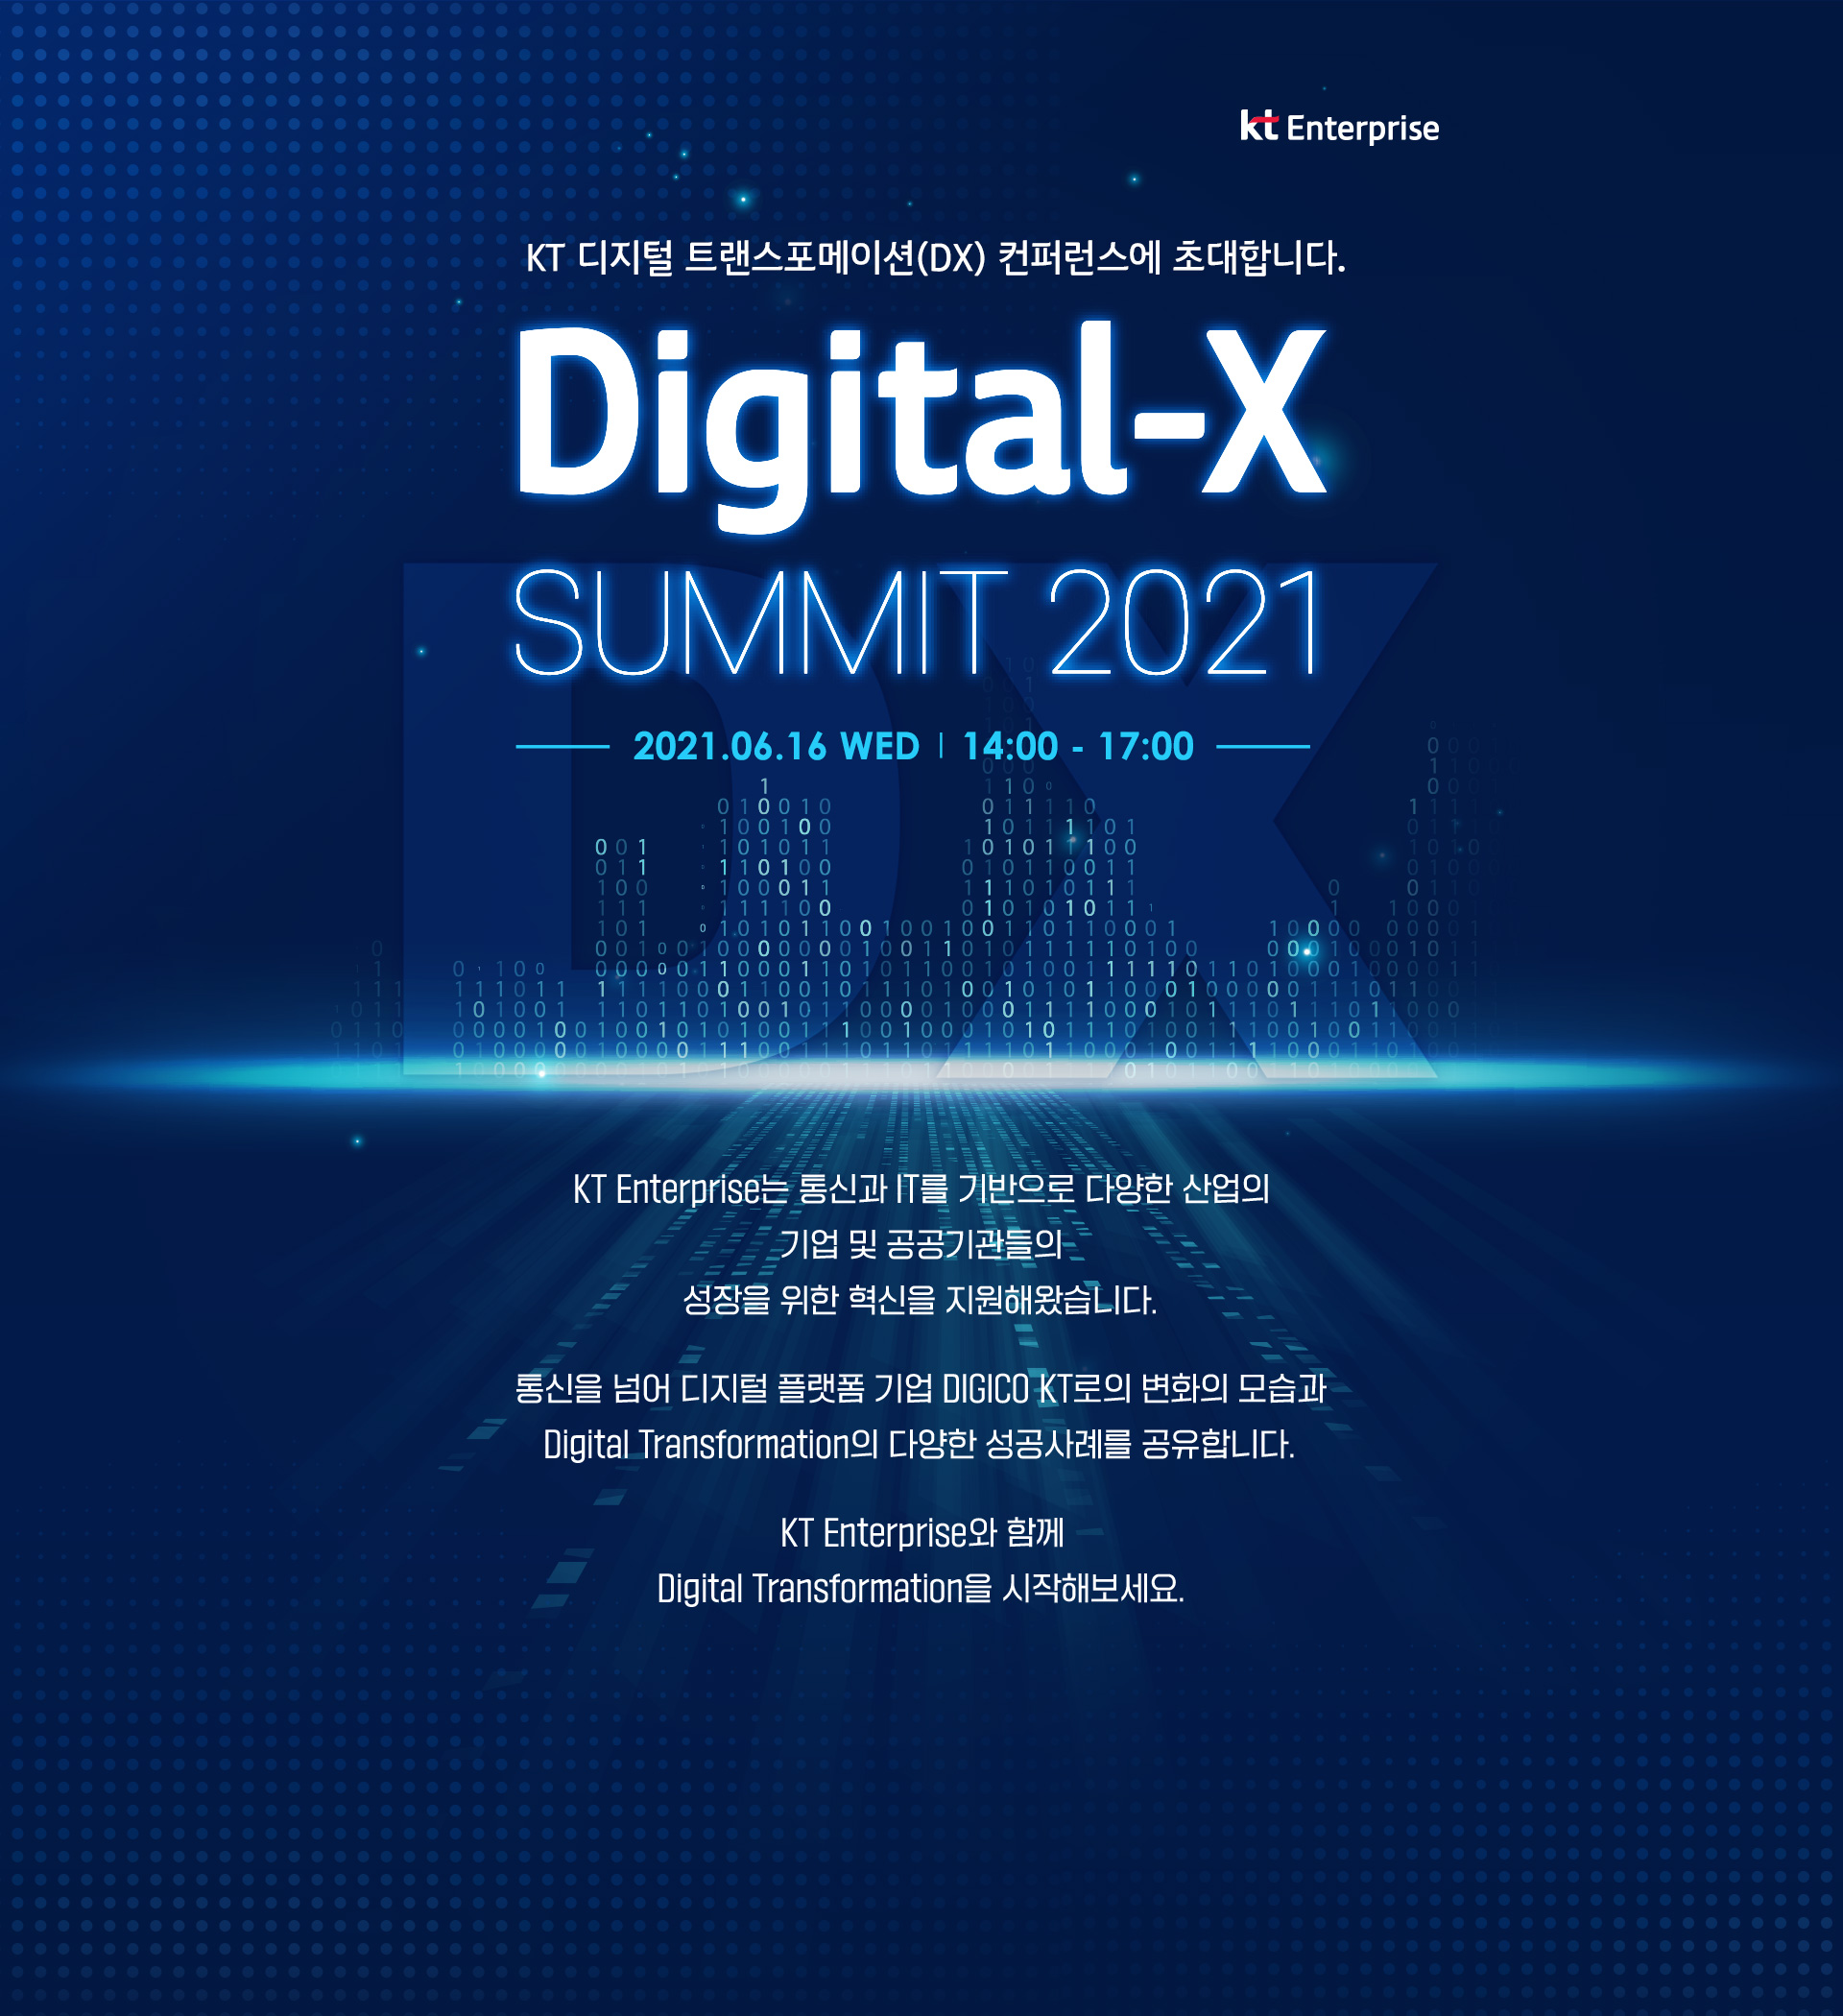 kt Enterprise
KT 디지털 트랜스포메이션(DX) 컨퍼런스에 초대합니다.
Digital-X
SUMMIT 2021
2021.06.16 WED | 14:00 - 17:00
DX
KT Enterprise는 통신과 IT를 기반으로 다양한 산업의
기업 및 공공기관들의
성장을 위한 혁신을 지원해왔습니다.
통신을 넘어 디지털 플랫폼 기업 DIGICO KT로의 변화의 모습과
Digital Transformation의 다양한 성공사례를 공유합니다.
KT Enterprise와 함께
Digital Transformation을 시작해보세요.